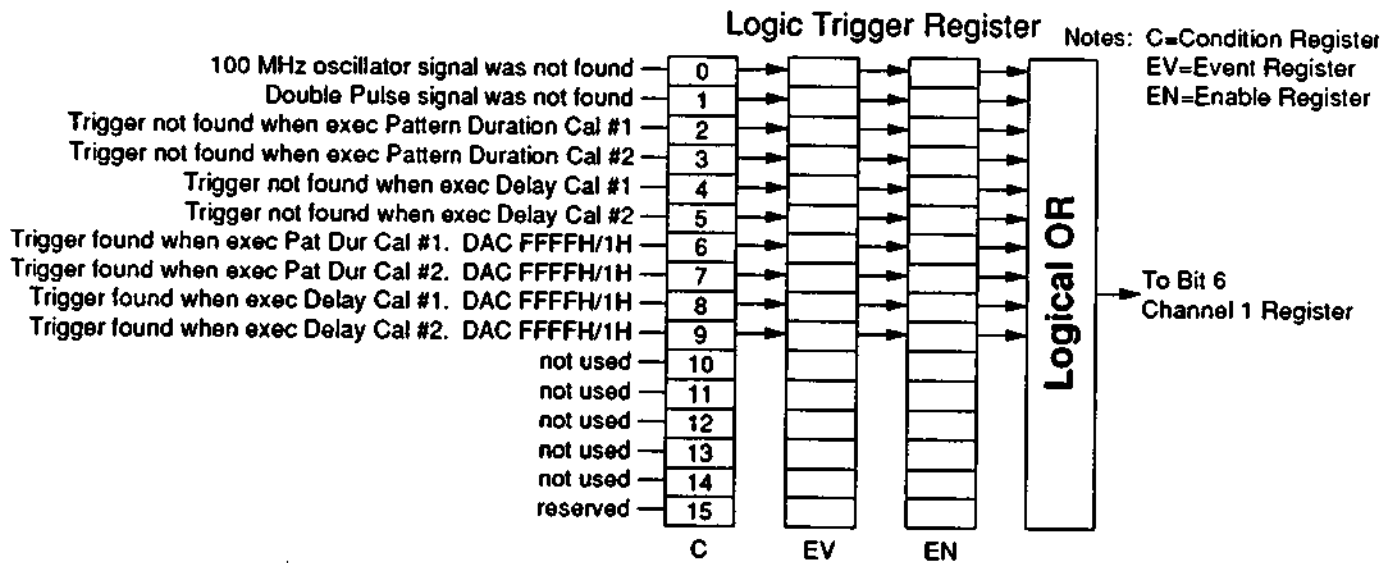 Logic Trigger Register
Notes: C=Condition Register
EV=Event Register
EN=Enable Register
100 MHz oscillator signal was not found 0
Double Pulse signal was not found 1
Trigger not found when exec Pattern Duration Cal #1 2
Trigger not found when exec Pattern Duration Cal #2 3
Trigger not found when exec Delay Cal #1 4
Trigger not found when exec Delay Cal #2 5
Trigger found when exec Pat Dur Cal #1. DAC FFFFH/1H 6
Trigger found when exec Pat Dur Cal #2. DAC FFFFH/1H 7
Trigger found when exec Delay Cal #1. DAC FFFFH/1H 8
Trigger found when exec Delay Cal #2. DAC FFFFH/1H 9
not used 10
not used 11
not used 12
not used 13
not used 14
reserved 15
C EV EN
Logical OR
To Bit 6
Channel 1 Register